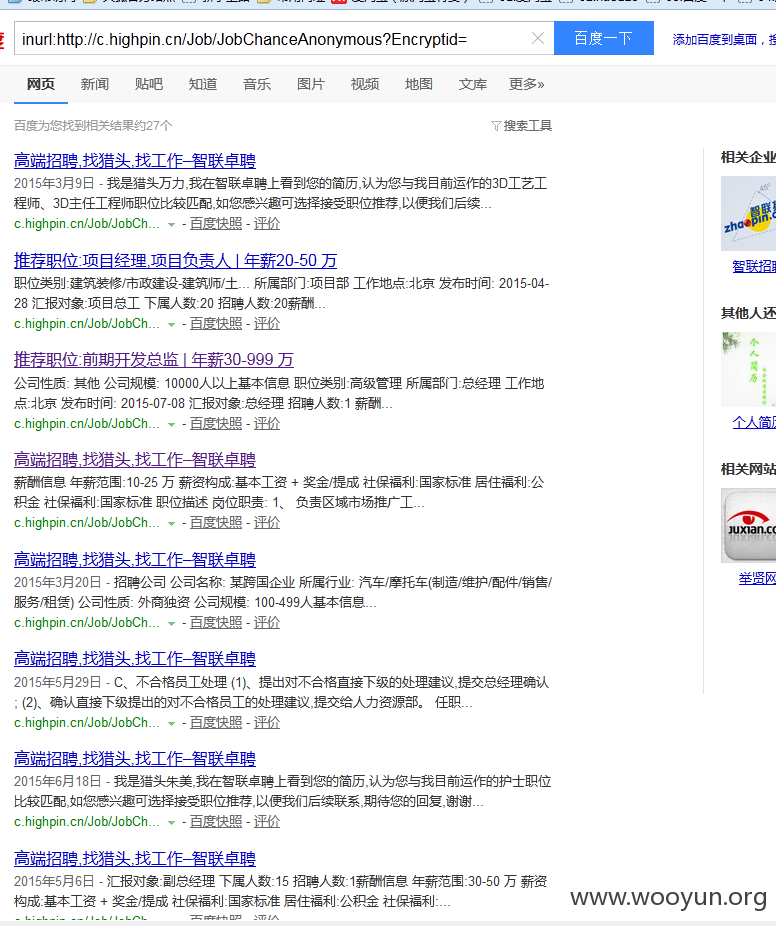 inurl:http://c.highpin.cn/Job/JobChanceAnonymous?Encryptid=
百度一下
添加百度到桌面，
网页 新闻 贴吧 知道 音乐 图片 视频 地图 文库 更多»
百度为您找到相关结果约27个
搜索工具
高端招聘,找猎头,找工作–智联卓聘
2015年3月9日 - 我是猎头万力,我在智联卓聘上看到您的简历,认为您与我目前运作的3D工艺工
程师、3D主任工程师职位比较匹配,如您感兴趣可选择接受职位推荐,以便我们后续...
c.highpin.cn/Job/JobCh... - 百度快照 - 评价
推荐职位:项目经理,项目负责人 | 年薪20-50 万
职位类别:建筑装修/市政建设-建筑师/土... 所属部门:项目部 工作地点:北京 发布时间: 2015-04-
28 汇报对象:项目总工 下属人数:20 招聘人数:20薪酬...
c.highpin.cn/Job/JobCh... - 百度快照 - 评价
推荐职位:前期开发总监 | 年薪30-999 万
公司性质: 其他 公司规模: 10000人以上基本信息 职位类别:高级管理 所属部门:总经理 工作地
点:北京 发布时间: 2015-07-08 汇报对象:总经理 招聘人数:1 薪酬...
c.highpin.cn/Job/JobCh... - 百度快照 - 评价
高端招聘,找猎头,找工作–智联卓聘
薪酬信息 年薪范围:10-25 万 薪资构成:基本工资 + 奖金/提成 社保福利:国家标准 居住福利:公
积金 社保福利:国家标准 职位描述 岗位职责: 1、 负责区域市场推广工...
c.highpin.cn/Job/JobCh... - 百度快照 - 评价
高端招聘,找猎头,找工作–智联卓聘
2015年3月20日 - 招聘公司 公司名称: 某跨国企业 所属行业: 汽车/摩托车(制造/维护/配件/销售/
服务/租赁) 公司性质: 外商独资 公司规模: 100-499人基本信息...
c.highpin.cn/Job/JobCh... - 百度快照 - 评价
高端招聘,找猎头,找工作–智联卓聘
2015年5月29日 - C、不合格员工处理 (1)、提出对不合格直接下级的处理建议,提交总经理确认
; (2)、确认直接下级提出的对不合格员工的处理建议,提交给人力资源部。 任职...
c.highpin.cn/Job/JobCh... - 百度快照 - 评价
高端招聘,找猎头,找工作–智联卓聘
2015年6月18日 - 我是猎头朱美,我在智联卓聘上看到您的简历,认为您与我目前运作的护士职位
比较匹配,如您感兴趣可选择接受职位推荐,以便我们后续联系,期待您的回复,谢谢...
c.highpin.cn/Job/JobCh... - 百度快照 - 评价
高端招聘,找猎头,找工作–智联卓聘
2015年5月6日 - 汇报对象:副总经理 下属人数:15 招聘人数:1薪酬信息 年薪范围:30-50 万 薪资
构成:基本工资 + 奖金/提成 社保福利:国家标准 居住福利:公积金 社保福利:...
c.highpin.cn/Job/JobCh... - 百度快照 - 评价
相关企业
智联招聘
zhaopin.c
智联招聘
其他人还
个人简历
个人简历
相关网站
JUXIAN.CO
举贤网
www.wooyun.org